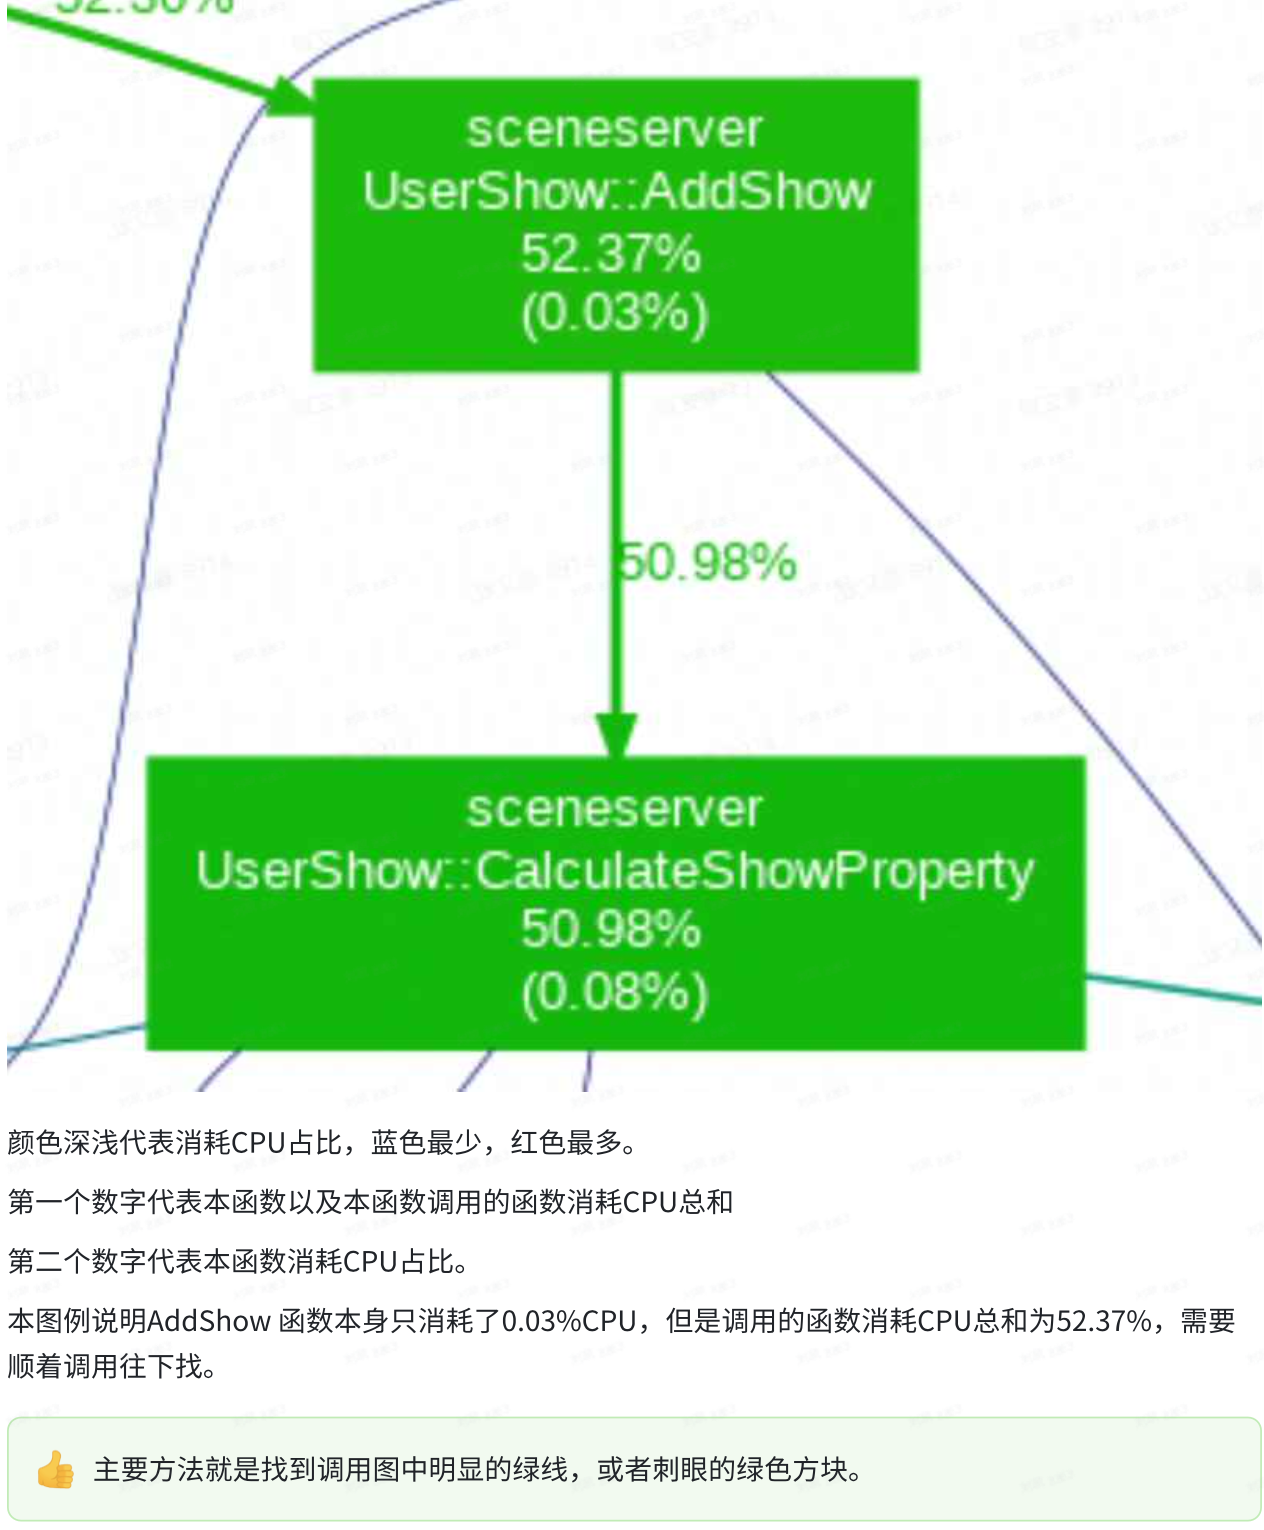 sceneserver
UserShow::AddShow
52.37%
(0.03%)
50.98%
sceneserver
UserShow::CalculateShowProperty
50.98%
(0.08%)
颜色深浅代表消耗CPU占比，蓝色最少，红色最多。
第一个数字代表本函数以及本函数调用的函数消耗CPU总和
第二个数字代表本函数消耗CPU占比。
本图例说明AddShow 函数本身只消耗了0.03%CPU，但是调用的函数消耗CPU总和为52.37%，需要
顺着调用往下找。
👍 主要方法就是找到调用图中明显的绿线，或者刺眼的绿色方块。